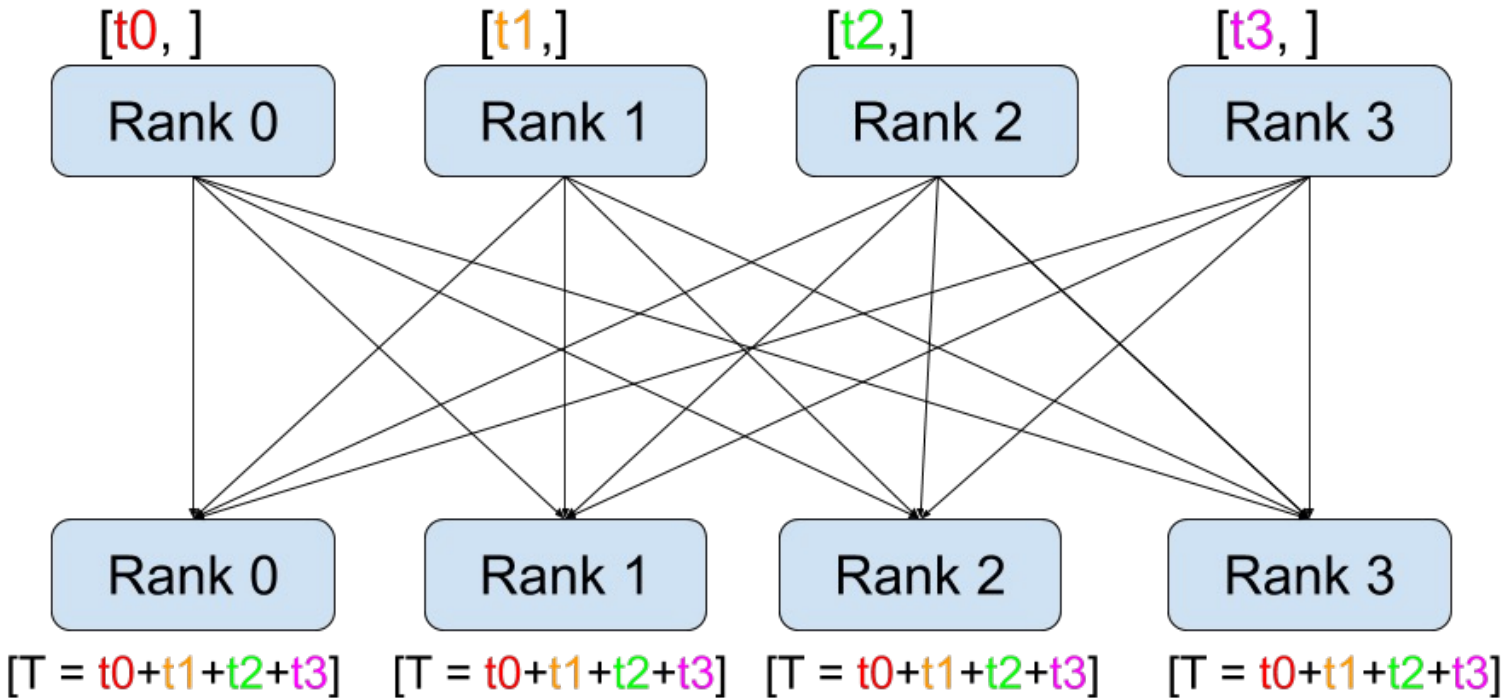 [t0, ] [t1,] [t2,] [t3, ]
Rank 0 Rank 1 Rank 2 Rank 3
Rank 0 Rank 1 Rank 2 Rank 3
[T = t0+t1+t2+t3] [T = t0+t1+t2+t3] [T = t0+t1+t2+t3] [T = t0+t1+t2+t3]